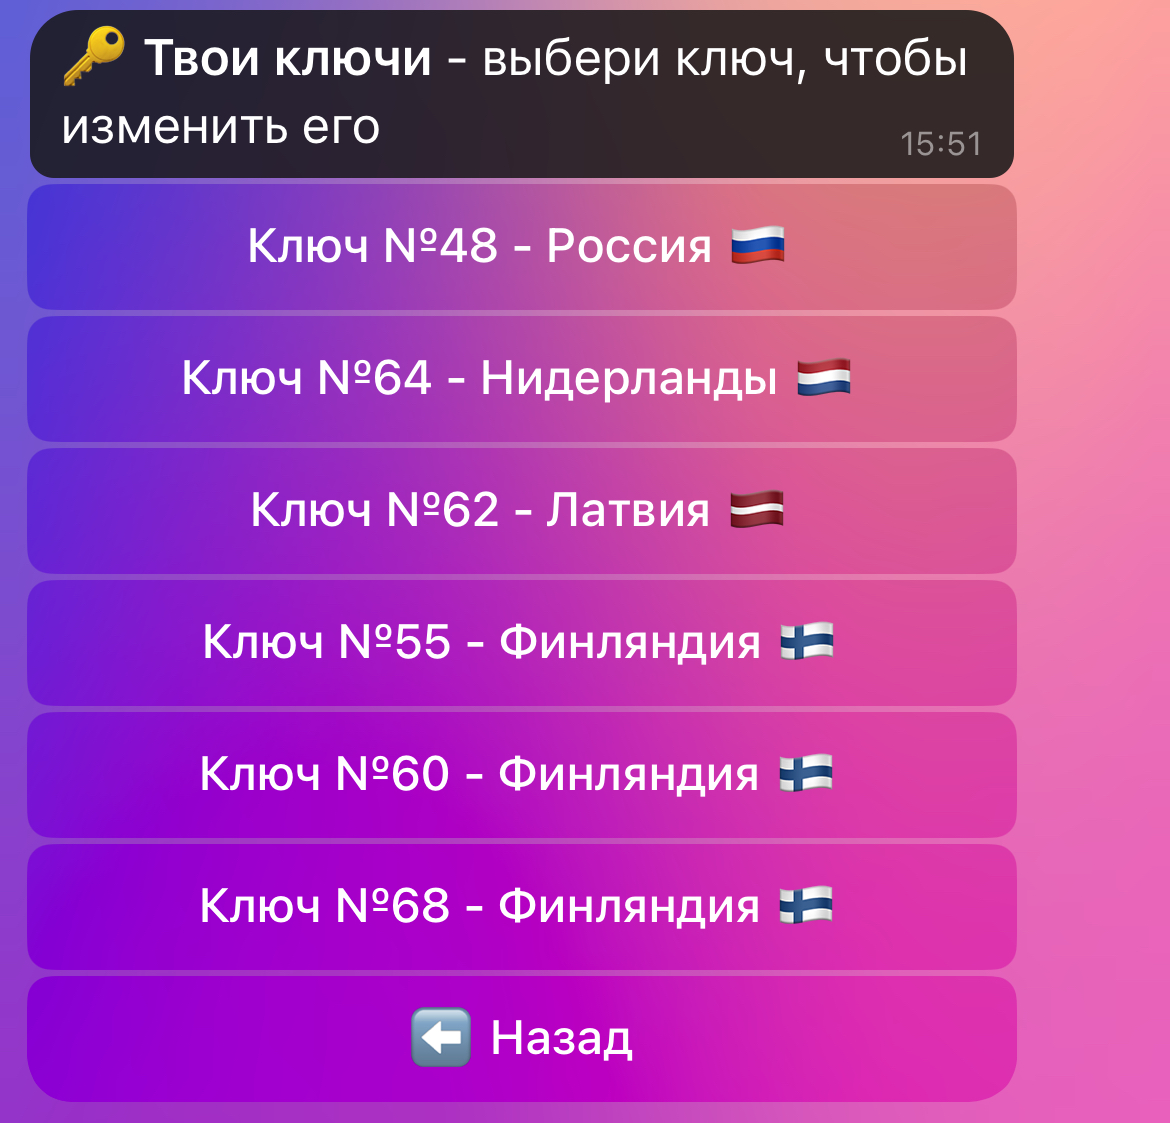 🔑 Твои ключи - выбери ключ, чтобы
изменить его
15:51
Ключ №48 - Россия 🇷🇺
Ключ №64 - Нидерланды 🇳🇱
Ключ №62 - Латвия 🇱🇻
Ключ №55 - Финляндия 🇫🇮
Ключ №60 - Финляндия 🇫🇮
Ключ №68 - Финляндия 🇫🇮
⬅️ Назад